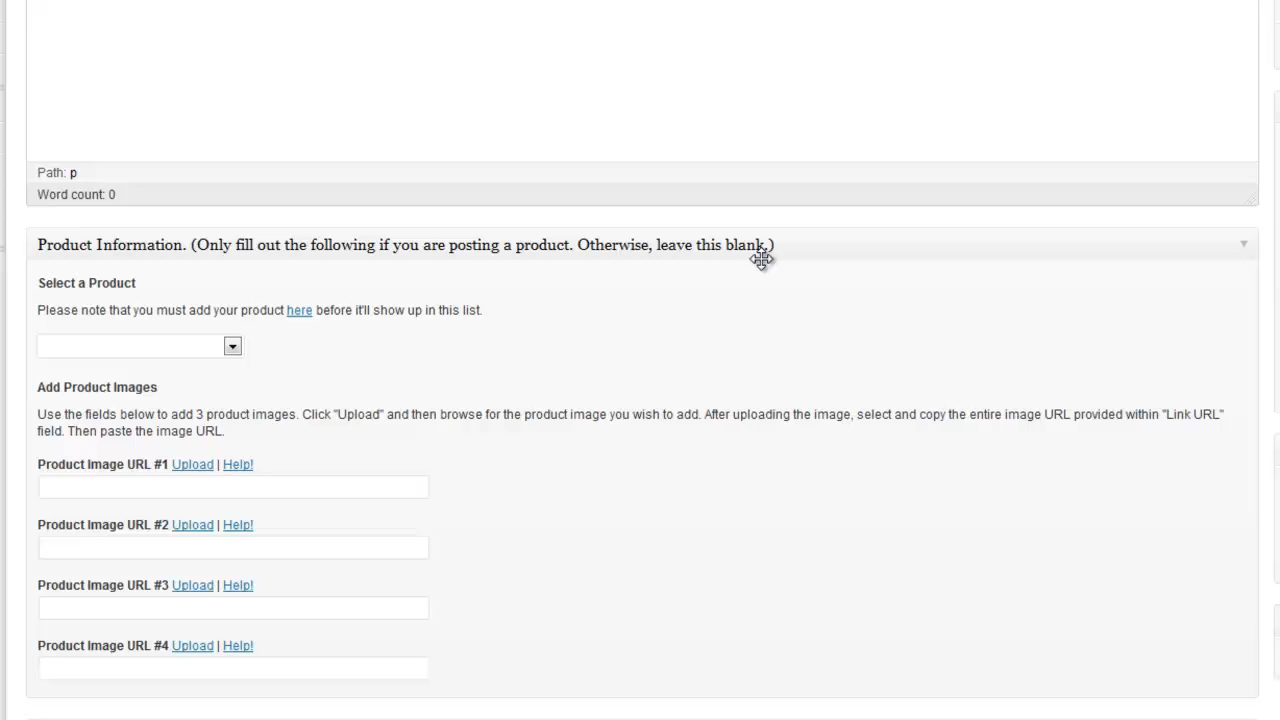 Path: p
Word count: 0
Product Information. (Only fill out the following if you are posting a product. Otherwise, leave this blank.)
Select a Product
Please note that you must add your product here before it'll show up in this list.
Add Product Images
Use the fields below to add 3 product images. Click "Upload" and then browse for the product image you wish to add. After uploading the image, select and copy the entire image URL provided within "Link URL"
field. Then paste the image URL.
Product Image URL #1 Upload | Help!
Product Image URL #2 Upload | Help!
Product Image URL #3 Upload | Help!
Product Image URL #4 Upload | Help!